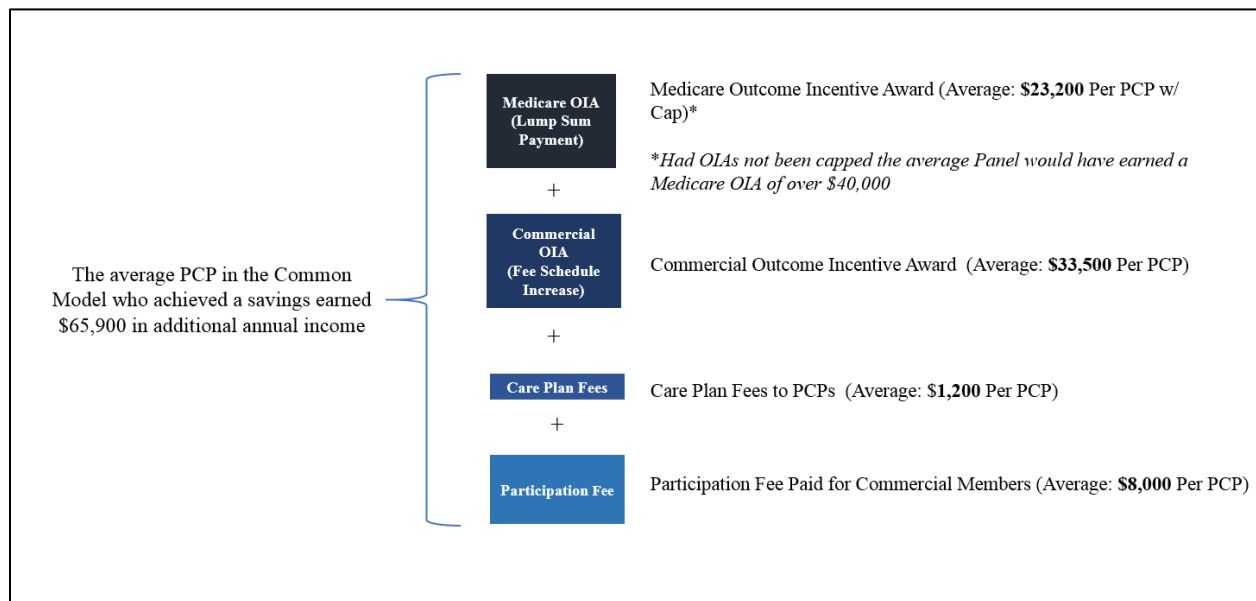 The average PCP in the Common
Model who achieved a savings earned
$65,900 in additional annual income
Medicare OIA
(Lump Sum
Payment)
Medicare Outcome Incentive Award (Average: $23,200 Per PCP w/
Cap)*
*Had OIAs not been capped the average Panel would have earned a
Medicare OIA of over $40,000
+
Commercial
OIA
(Fee Schedule
Increase)
Commercial Outcome Incentive Award (Average: $33,500 Per PCP)
+
Care Plan Fees
Care Plan Fees to PCPs (Average: $1,200 Per PCP)
+
Participation Fee
Participation Fee Paid for Commercial Members (Average: $8,000 Per PCP)